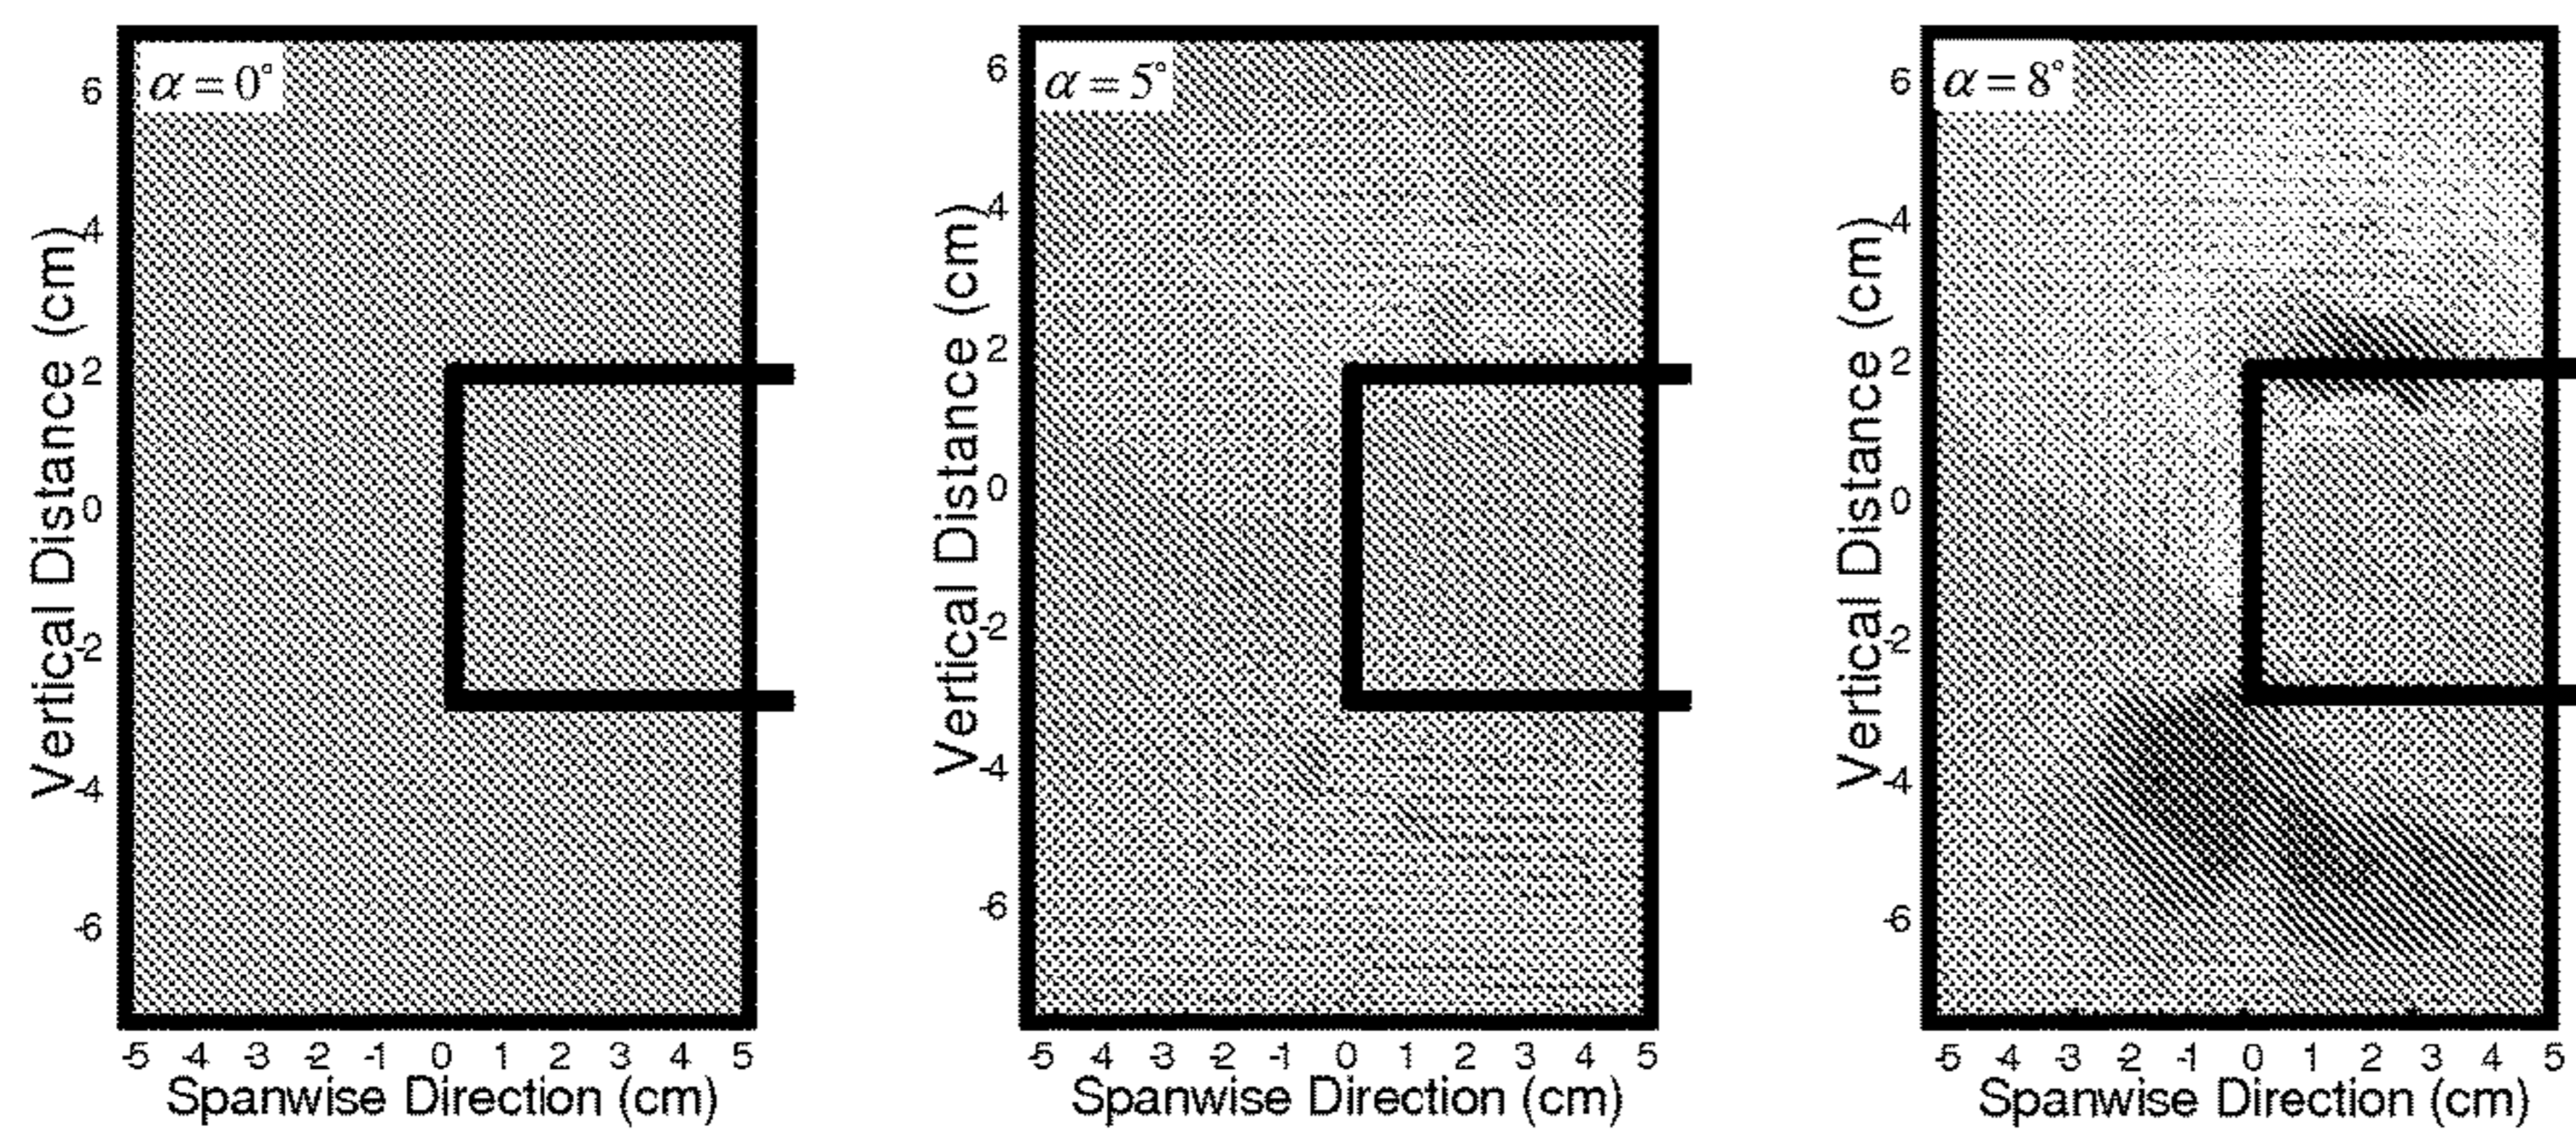 α = 0°
Vertical Distance (cm)
6
4
2
0
-2
-4
-6
-5 -4 -3 -2 -1 0 1 2 3 4 5
Spanwise Direction (cm)
α = 5°
Vertical Distance (cm)
6
4
2
0
-2
-4
-6
-5 -4 -3 -2 -1 0 1 2 3 4 5
Spanwise Direction (cm)
α = 8°
Vertical Distance (cm)
6
4
2
0
-2
-4
-6
-5 -4 -3 -2 -1 0 1 2 3 4 5
Spanwise Direction (cm)